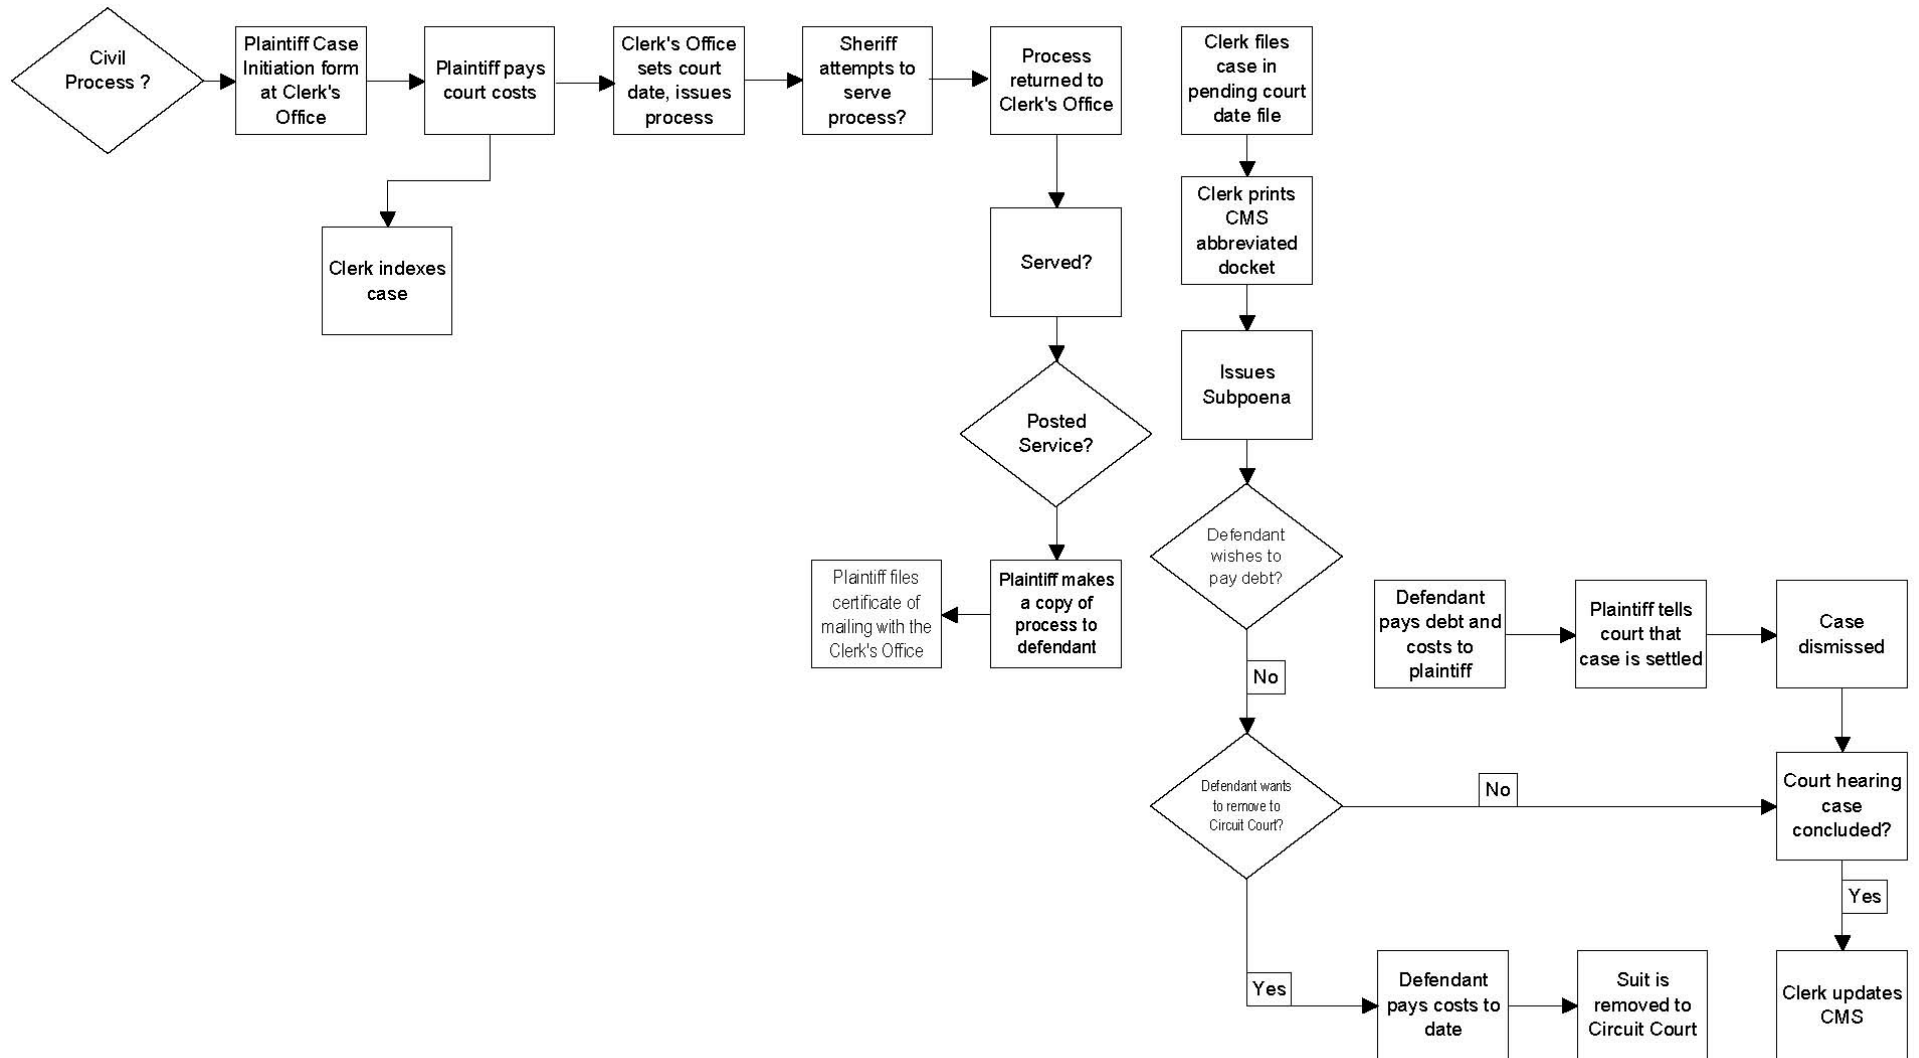 Civil
Process ?
Plaintiff Case
Initiation form
at Clerk's
Office
Plaintiff pays
court costs
Clerk's Office
sets court
date, issues
process
Sheriff
attempts to
serve
process?
Process
returned to
Clerk's Office
Clerk files
case in
pending court
date file
Clerk indexes
case
Served?
Clerk prints
CMS
abbreviated
docket
Posted
Service?
Issues
Subpoena
Plaintiff files
certificate of
mailing with the
Clerk's Office
Plaintiff makes
a copy of
process to
defendant
Defendant
wishes to
pay debt?
No
Defendant
pays debt and
costs to
plaintiff
Plaintiff tells
court that
case is settled
Case
dismissed
Defendant wants
to remove to
Circuit Court?
No
Court hearing
case
concluded?
Yes
Yes
Defendant
pays costs to
date
Suit is
removed to
Circuit Court
Clerk updates
CMS